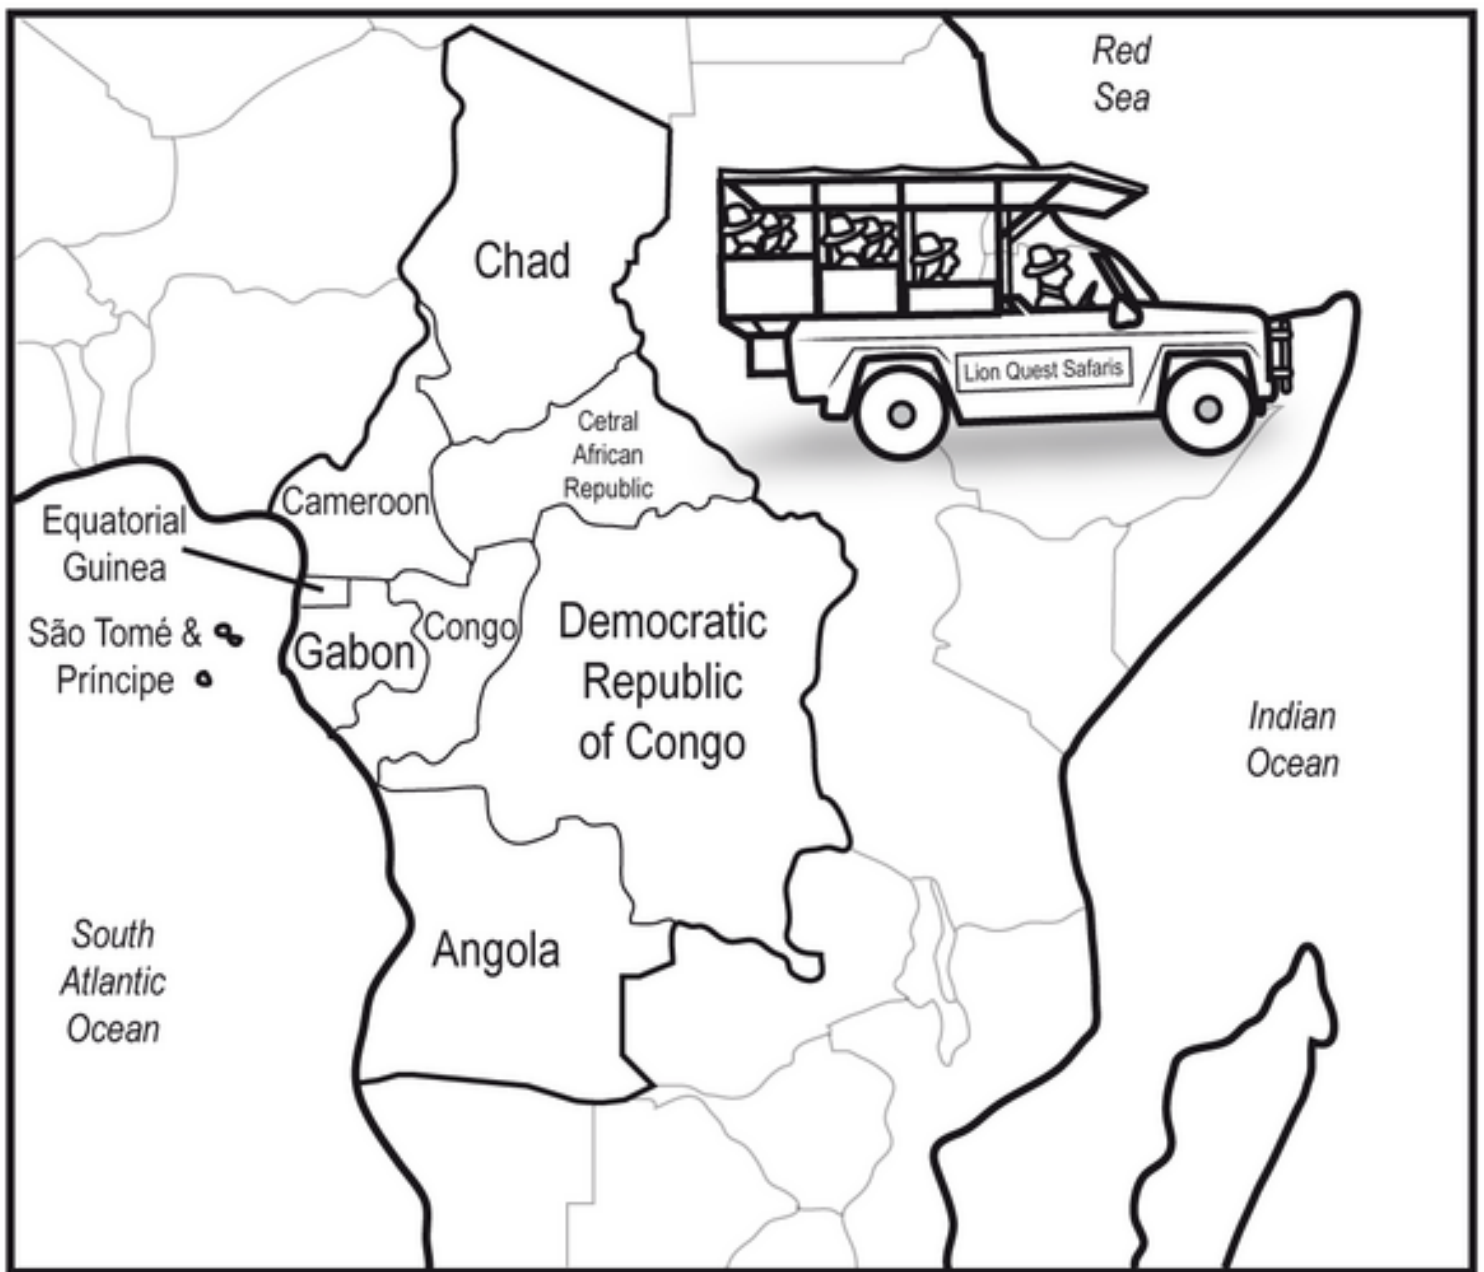 Red
Sea
Chad
Lion Quest Safaris
Cetral
African
Republic
Cameroon
Equatorial
Guinea
São Tomé &
Príncipe
Gabon
Congo
Democratic
Republic
of Congo
Indian
Ocean
South
Atlantic
Ocean
Angola